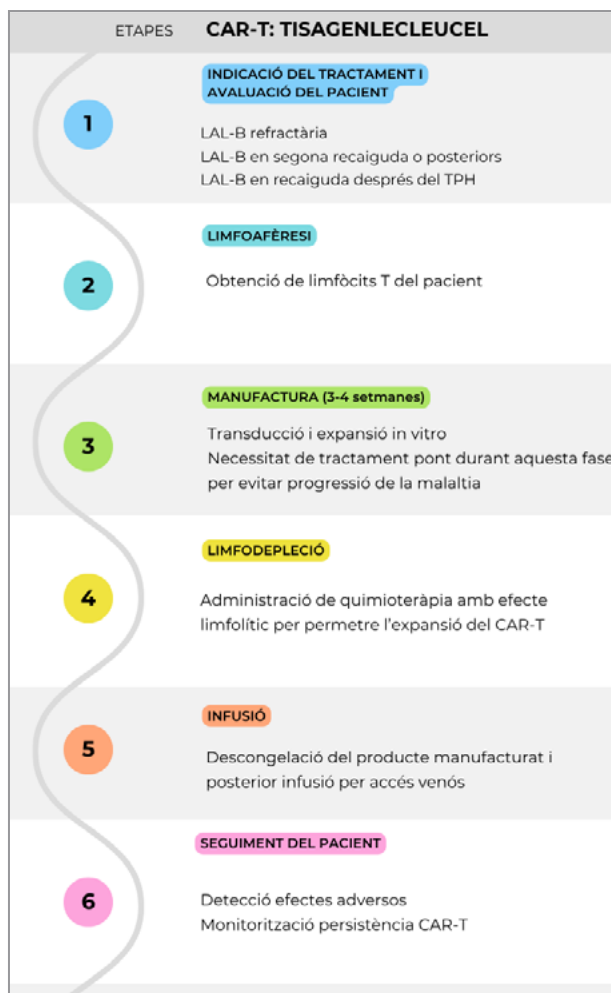 ETAPES CAR-T: TISAGENLECLEUCEL
INDICACIÓ DEL TRACTAMENT I
AVALUACIÓ DEL PACIENT
1
LAL-B refractària
LAL-B en segona recaiguda o posteriors
LAL-B en recaiguda després del TPH
LIMFOAFÈRESI
2
Obtenció de limfòcits T del pacient
MANUFACTURA (3-4 setmanes)
3
Transducció i expansió in vitro
Necessitat de tractament pont durant aquesta fase
per evitar progressió de la malaltia
LIMFODEPLECIÓ
4
Administració de quimioteràpia amb efecte
limfolític per permetre l'expansió del CAR-T
INFUSIÓ
5
Descongelació del producte manufacturat i
posterior infusió per accés venós
SEGUIMENT DEL PACIENT
6
Detecció efectes adversos
Monitorització persistència CAR-T